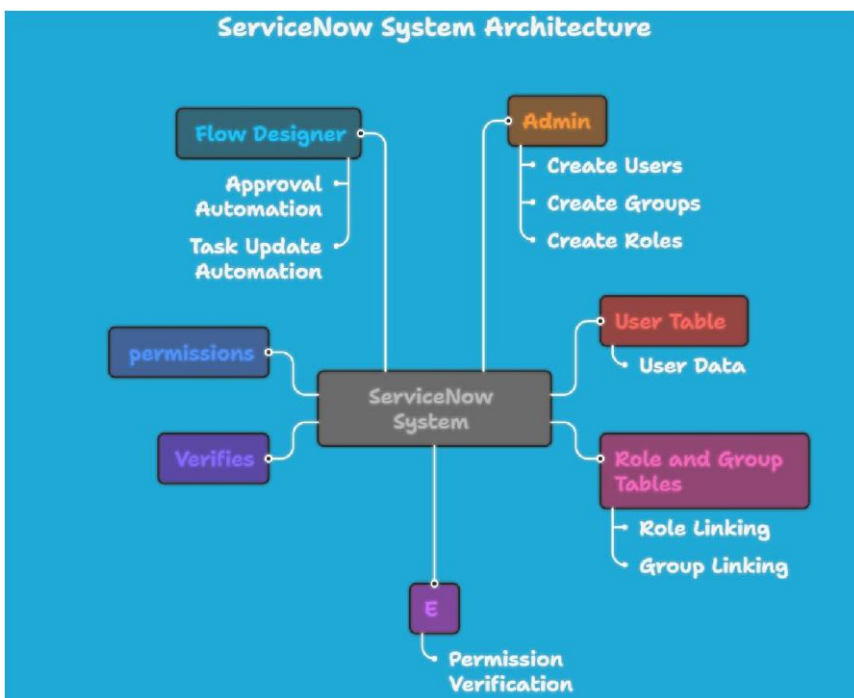 ServiceNow System Architecture
Flow Designer
Approval
Automation
Task Update
Automation
Admin
Create Users
Create Groups
Create Roles
permissions
Verifies
ServiceNow
System
User Table
User Data
Role and Group
Tables
Role Linking
Group Linking
E
Permission
Verification